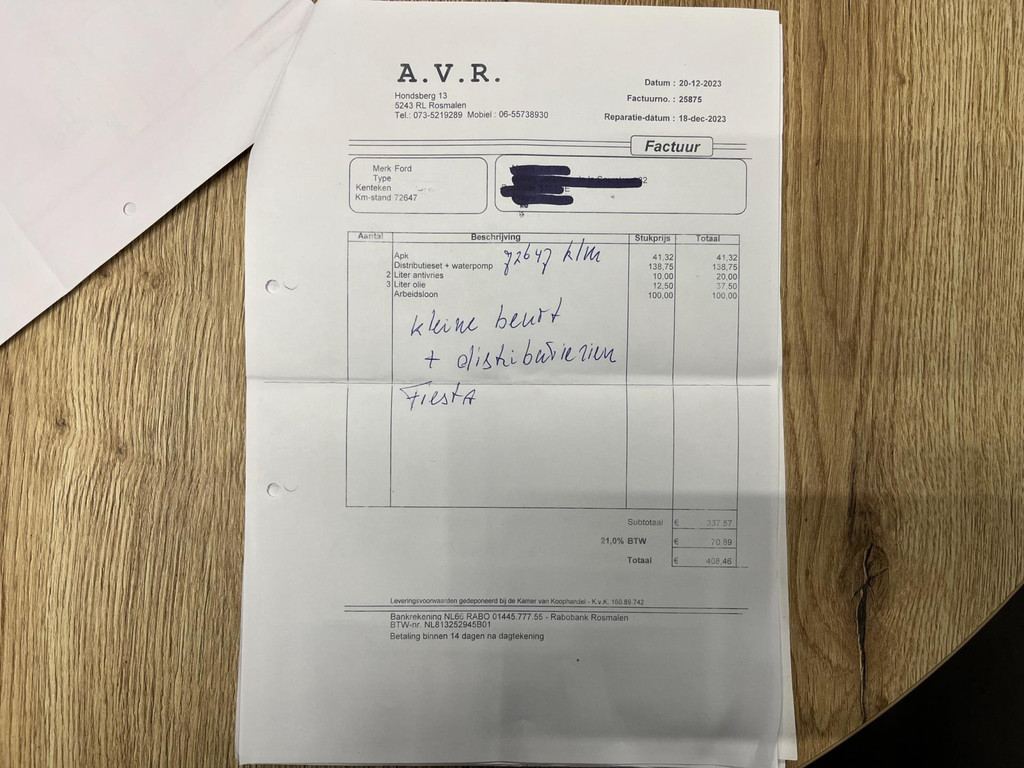 A.V.R.
Hondsberg 13
5243 RL Rosmalen
Tel.: 073-5219289 Mobiel : 06-55738930
Datum : 20-12-2023
Factuurno. : 25875
Reparatie-datum : 18-dec-2023
Factuur
Merk Ford
Type
Kenteken
Km-stand 72647
Aantal Beschrijving Stukprijs Totaal
Apk 41,32 41,32
Distributieset + waterpomp 138,75 138,75
2 Liter antivries 10,00 20,00
3 Liter olie 12,50 37,50
Arbeidsloon 100,00 100,00
72647 k/m
kleine beurt
+ distributieriem
Fiesta
Subtotaal € 337,57
21,0% BTW € 70,89
Totaal € 408,46
Leveringsvoorwaarden gedeponeerd bij de Kamer van Koophandel - K.v.K. 160.89.742
Bankrekening NL66 RABO 01445.777.55 - Rabobank Rosmalen
BTW-nr. NL813252945B01
Betaling binnen 14 dagen na dagtekening